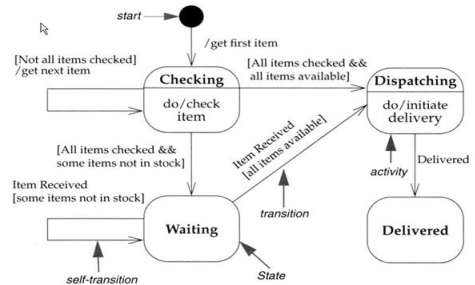 start
/get first item
[Not all items checked]
/get next item
[All items checked &&
all items available]
Checking
do/check
item
Dispatching
do/initiate
delivery
[All items checked &&
some items not in stock]
Item Received
[all items available]
Delivered
activity
Item Received
[some items not in stock]
transition
Waiting
Delivered
self-transition
State